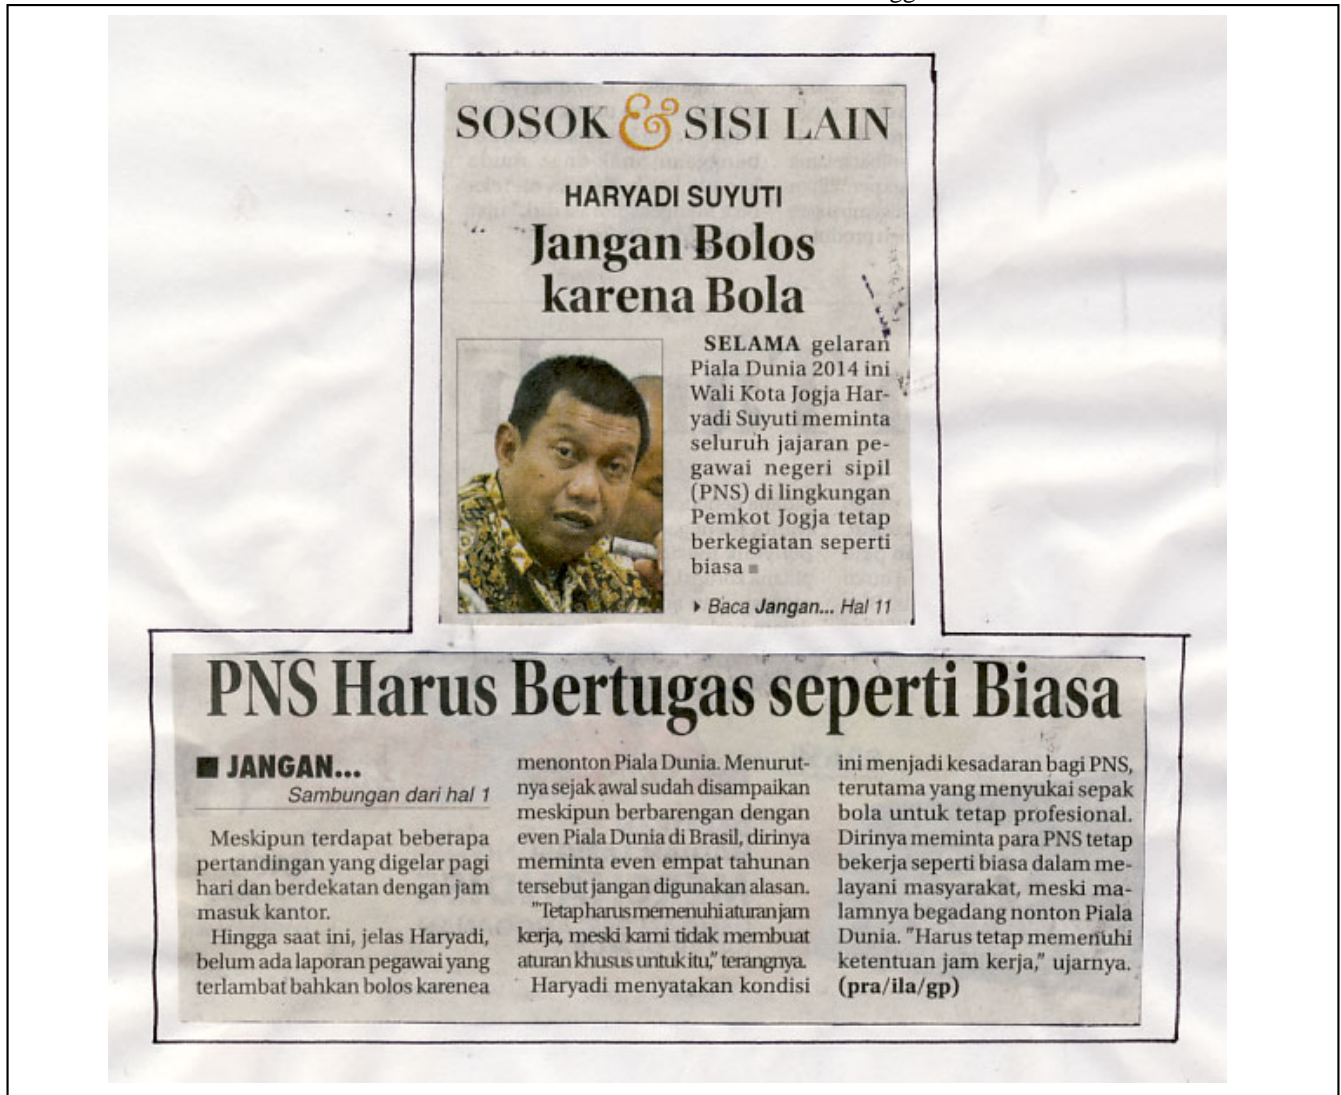 SOSOK & SISI LAIN
HARYADI SUYUTI
Jangan Bolos
karena Bola
SELAMA gelaran
Piala Dunia 2014 ini
Wali Kota Jogja Har-
yadi Suyuti meminta
seluruh jajaran pe-
gawai negeri sipil
(PNS) di lingkungan
Pemkot Jogja tetap
berkegiatan seperti
biasa ■
Baca Jangan... Hal 11
PNS Harus Bertugas seperti Biasa
■ JANGAN...
Sambungan dari hal 1
Meskipun terdapat beberapa
pertandingan yang digelar pagi
hari dan berdekatan dengan jam
masuk kantor.
Hingga saat ini, jelas Haryadi,
belum ada laporan pegawai yang
terlambat bahkan bolos karenea
menonton Piala Dunia. Menurut-
nya sejak awal sudah disampaikan
meskipun berbarengan dengan
even Piala Dunia di Brasil, dirinya
meminta even empat tahunan
tersebut jangan digunakan alasan.
"Tetap harus memenuhi aturan jam
kerja, meski kami tidak membuat
aturan khusus untuk itu," terangnya.
Haryadi menyatakan kondisi
ini menjadi kesadaran bagi PNS,
terutama yang menyukai sepak
bola untuk tetap profesional.
Dirinya meminta para PNS tetap
bekerja seperti biasa dalam me-
layani masyarakat, meski ma-
lamnya begadang nonton Piala
Dunia. "Harus tetap memenuhi
ketentuan jam kerja," ujarnya.
(pra/ila/gp)